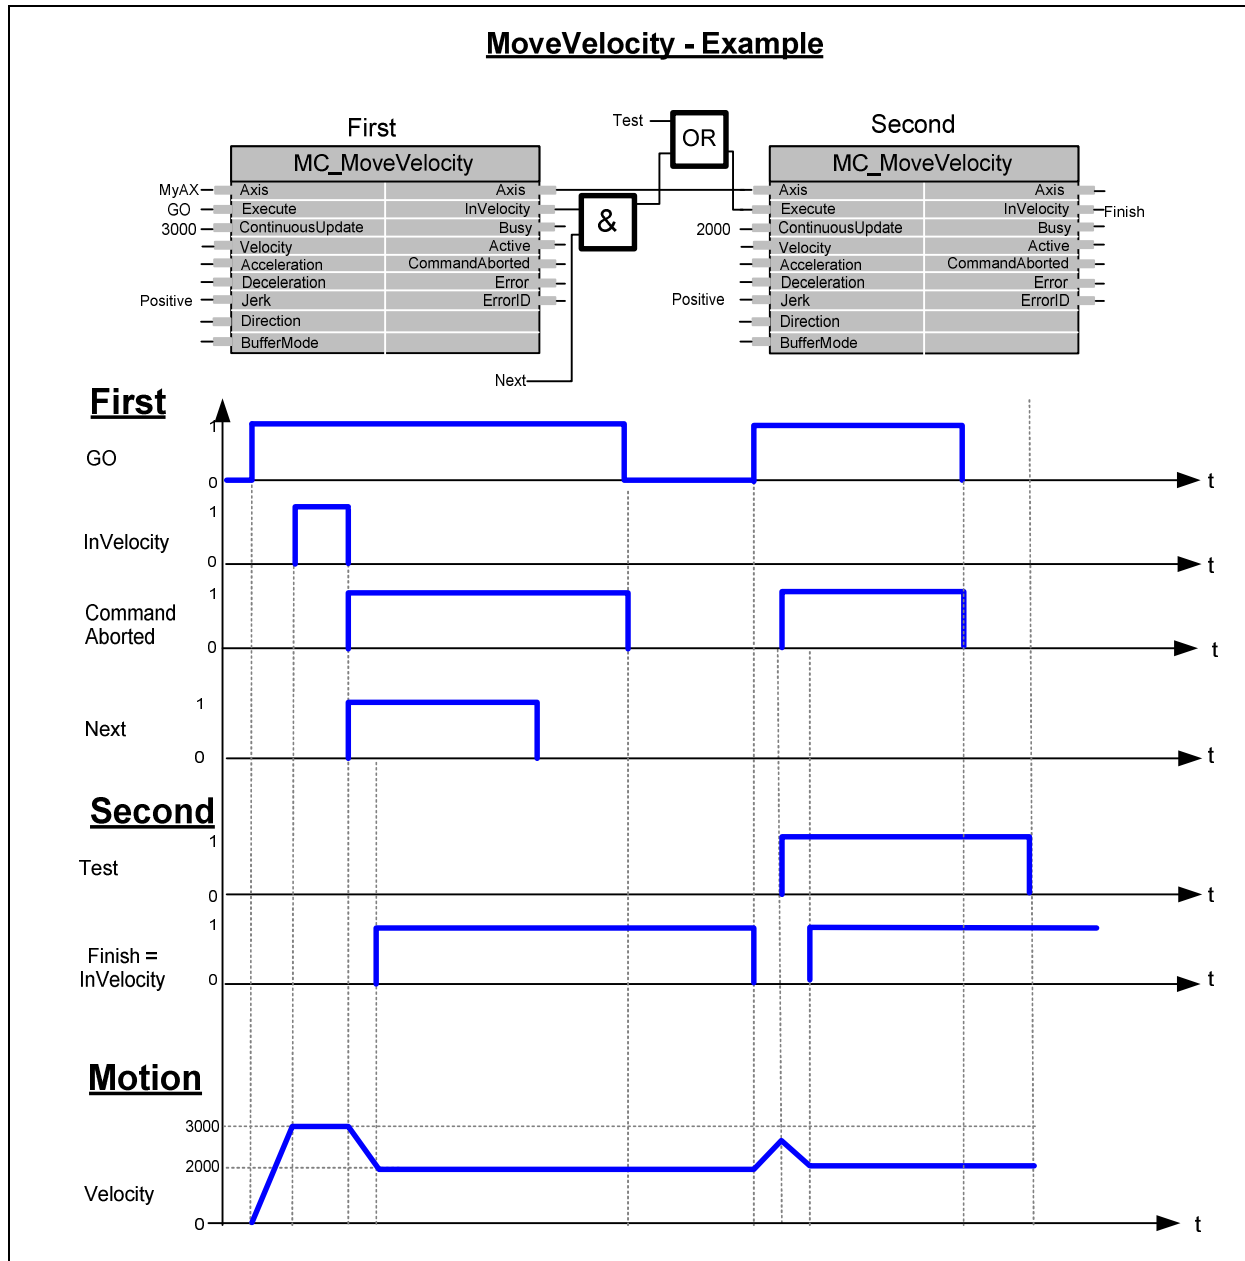 MoveVelocity - Example
First
Test
OR
Second
MC_MoveVelocity
MC_MoveVelocity
MyAX
Axis
Axis
Axis
Axis
GO
Execute
InVelocity
&
Execute
InVelocity
Finish
3000
ContinuousUpdate
Busy
2000
ContinuousUpdate
Busy
Velocity
Active
Velocity
Active
Acceleration
CommandAborted
Acceleration
CommandAborted
Deceleration
Error
Deceleration
Error
Positive
Jerk
ErrorID
Positive
Jerk
ErrorID
Direction
Direction
BufferMode
BufferMode
Next
First
1
GO
0
t
1
InVelocity
0
t
1
Command
Aborted
0
t
1
Next
0
t
Second
1
Test
0
t
1
Finish =
InVelocity
0
t
Motion
3000
2000
Velocity
0
t